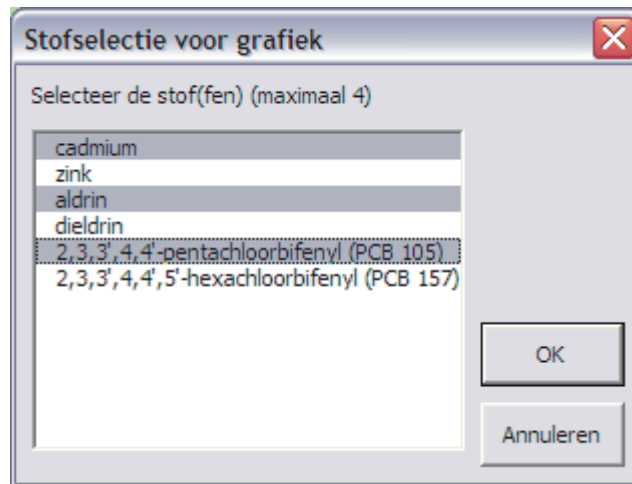 Stofselectie voor grafiek
Selecteer de stof(fen) (maximaal 4)
cadmium
zink
aldrin
dieldrin
2,3,3',4,4'-pentachloorbifenyl (PCB 105)
2,3,3',4,4',5'-hexachloorbifenyl (PCB 157)
OK
Annuleren